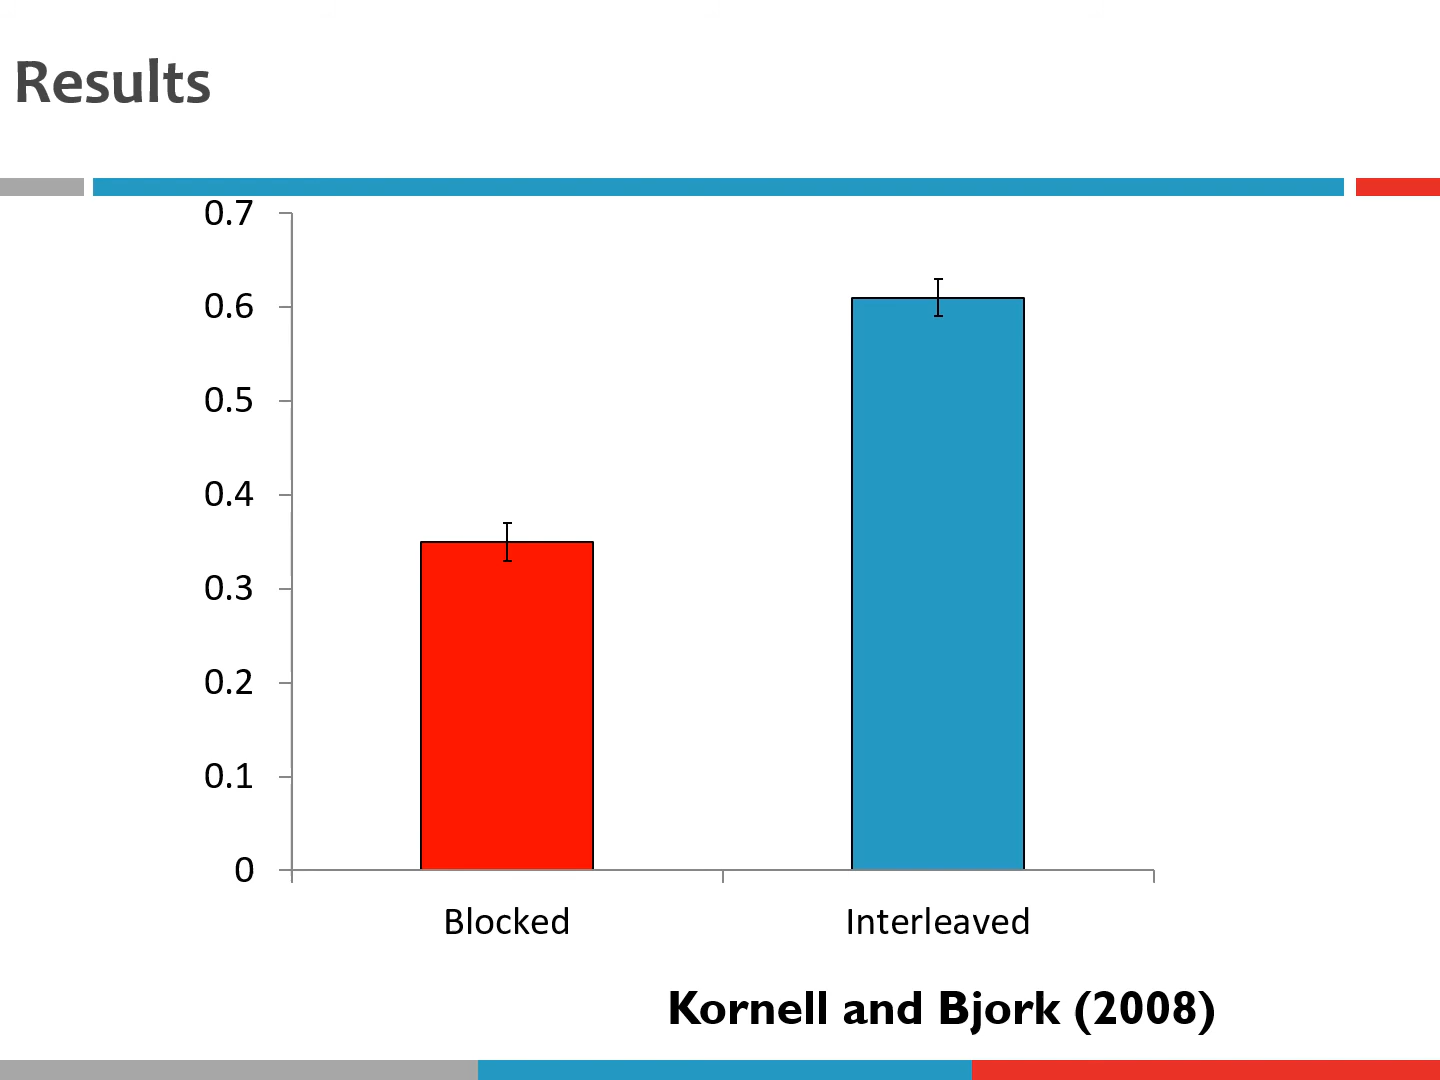 Results
0.7
0.6
0.5
0.4
0.3
0.2
0.1
0
Blocked Interleaved
Kornell and Bjork (2008)